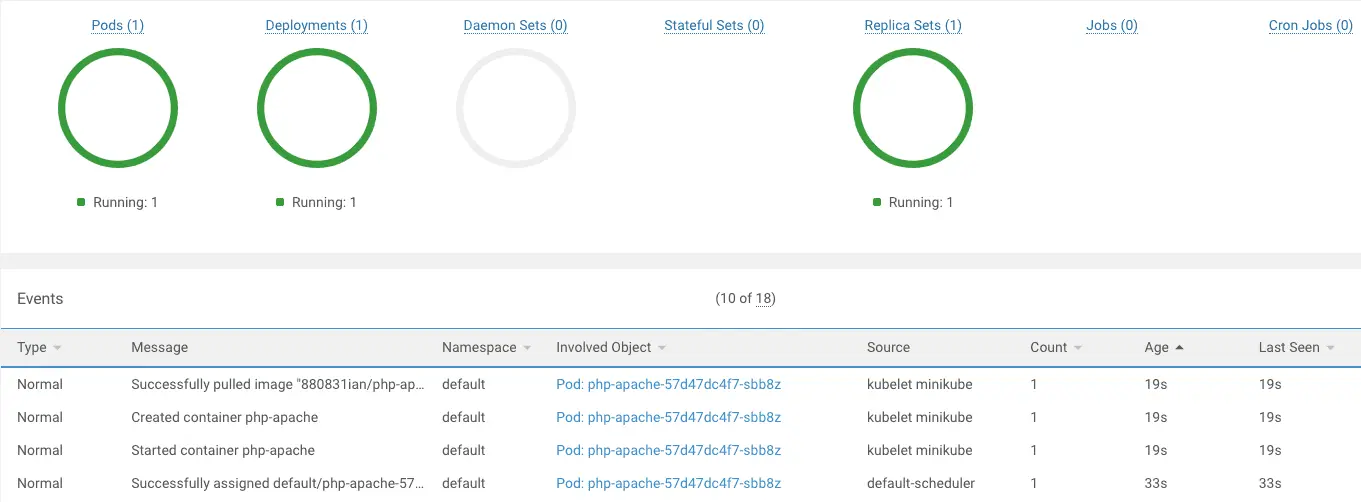 Pods (1) Deployments (1) Daemon Sets (0) Stateful Sets (0) Replica Sets (1) Jobs (0) Cron Jobs (0)
Running: 1 Running: 1 Running: 1
Events (10 of 18)
Type Message Namespace Involved Object Source Count Age Last Seen
Normal Successfully pulled image "880831ian/php-ap... default Pod: php-apache-57d47dc4f7-sbb8z kubelet minikube 1 19s 19s
Normal Created container php-apache default Pod: php-apache-57d47dc4f7-sbb8z kubelet minikube 1 19s 19s
Normal Started container php-apache default Pod: php-apache-57d47dc4f7-sbb8z kubelet minikube 1 19s 19s
Normal Successfully assigned default/php-apache-57... default Pod: php-apache-57d47dc4f7-sbb8z default-scheduler 1 33s 33s